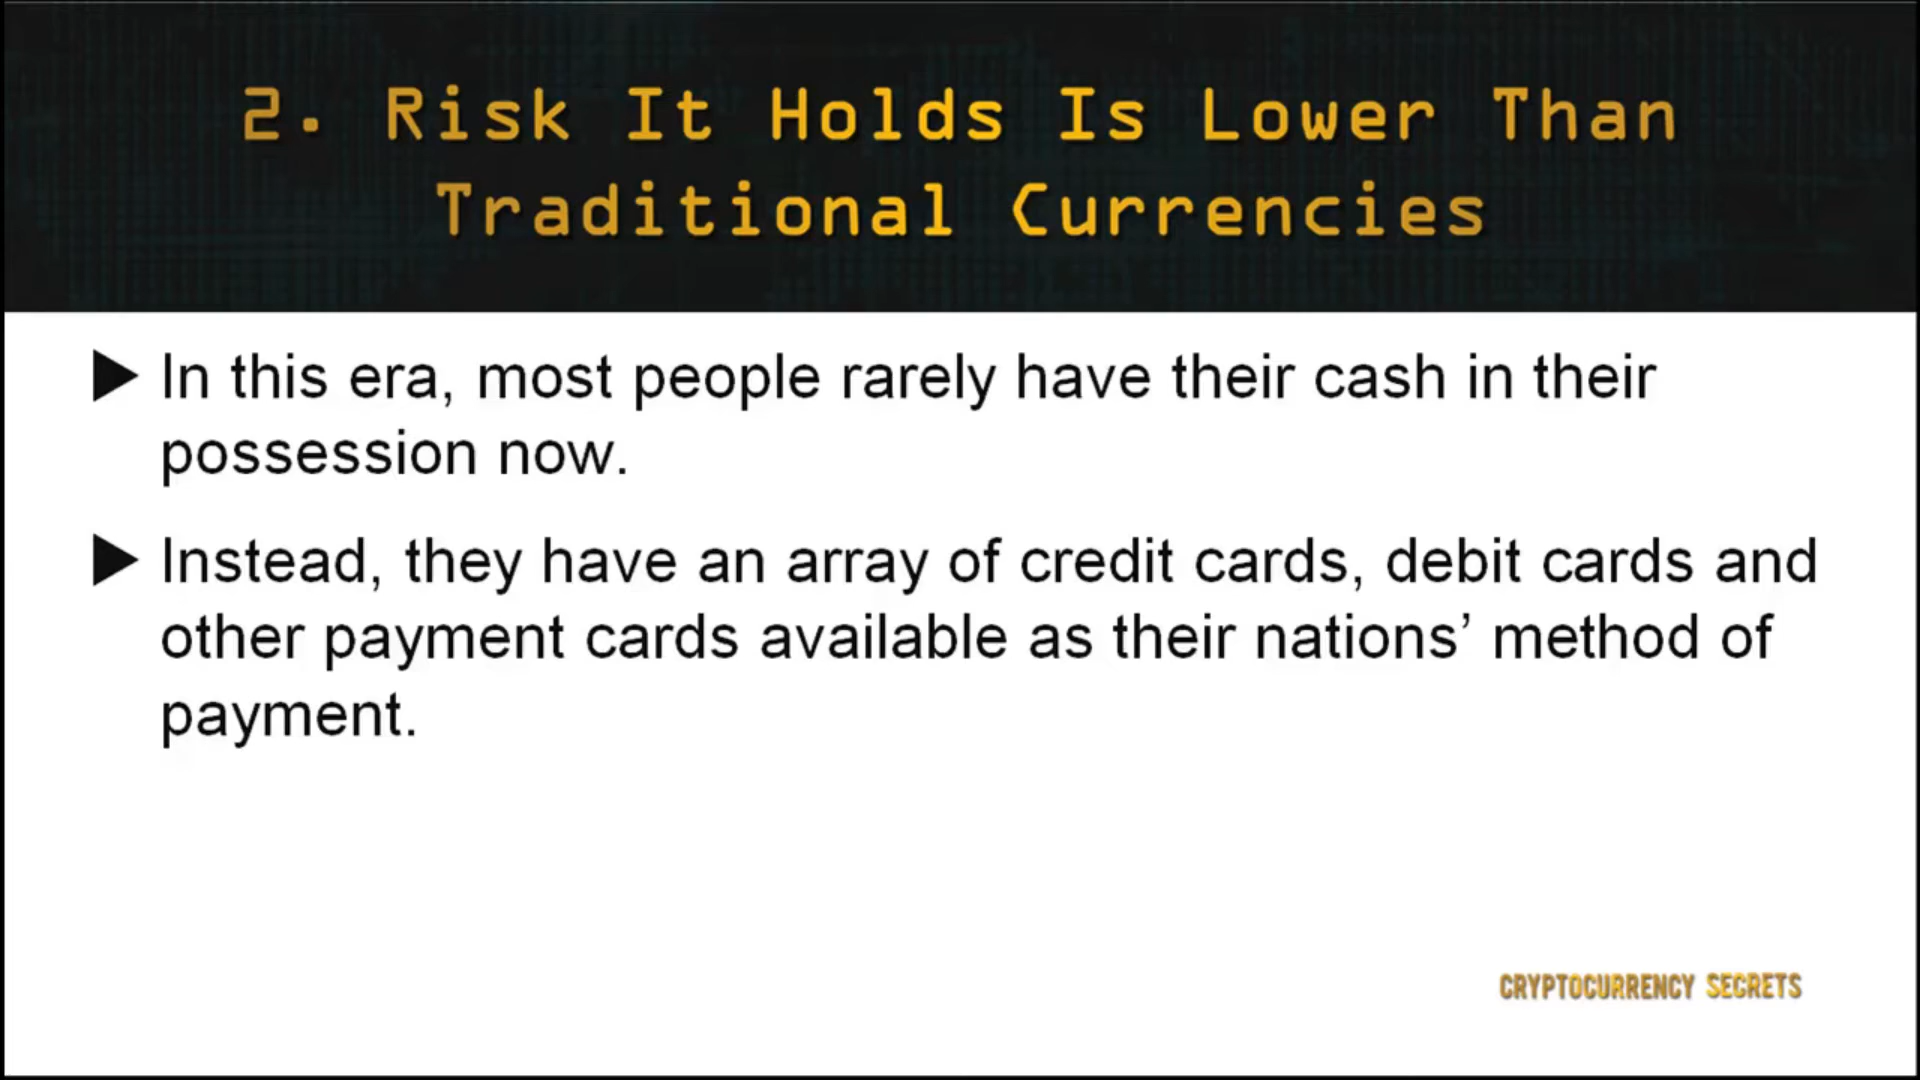 2. Risk It Holds Is Lower Than
Traditional Currencies
In this era, most people rarely have their cash in their
possession now.
Instead, they have an array of credit cards, debit cards and
other payment cards available as their nations’ method of
payment.
CRYPTOCURRENCY SECRETS